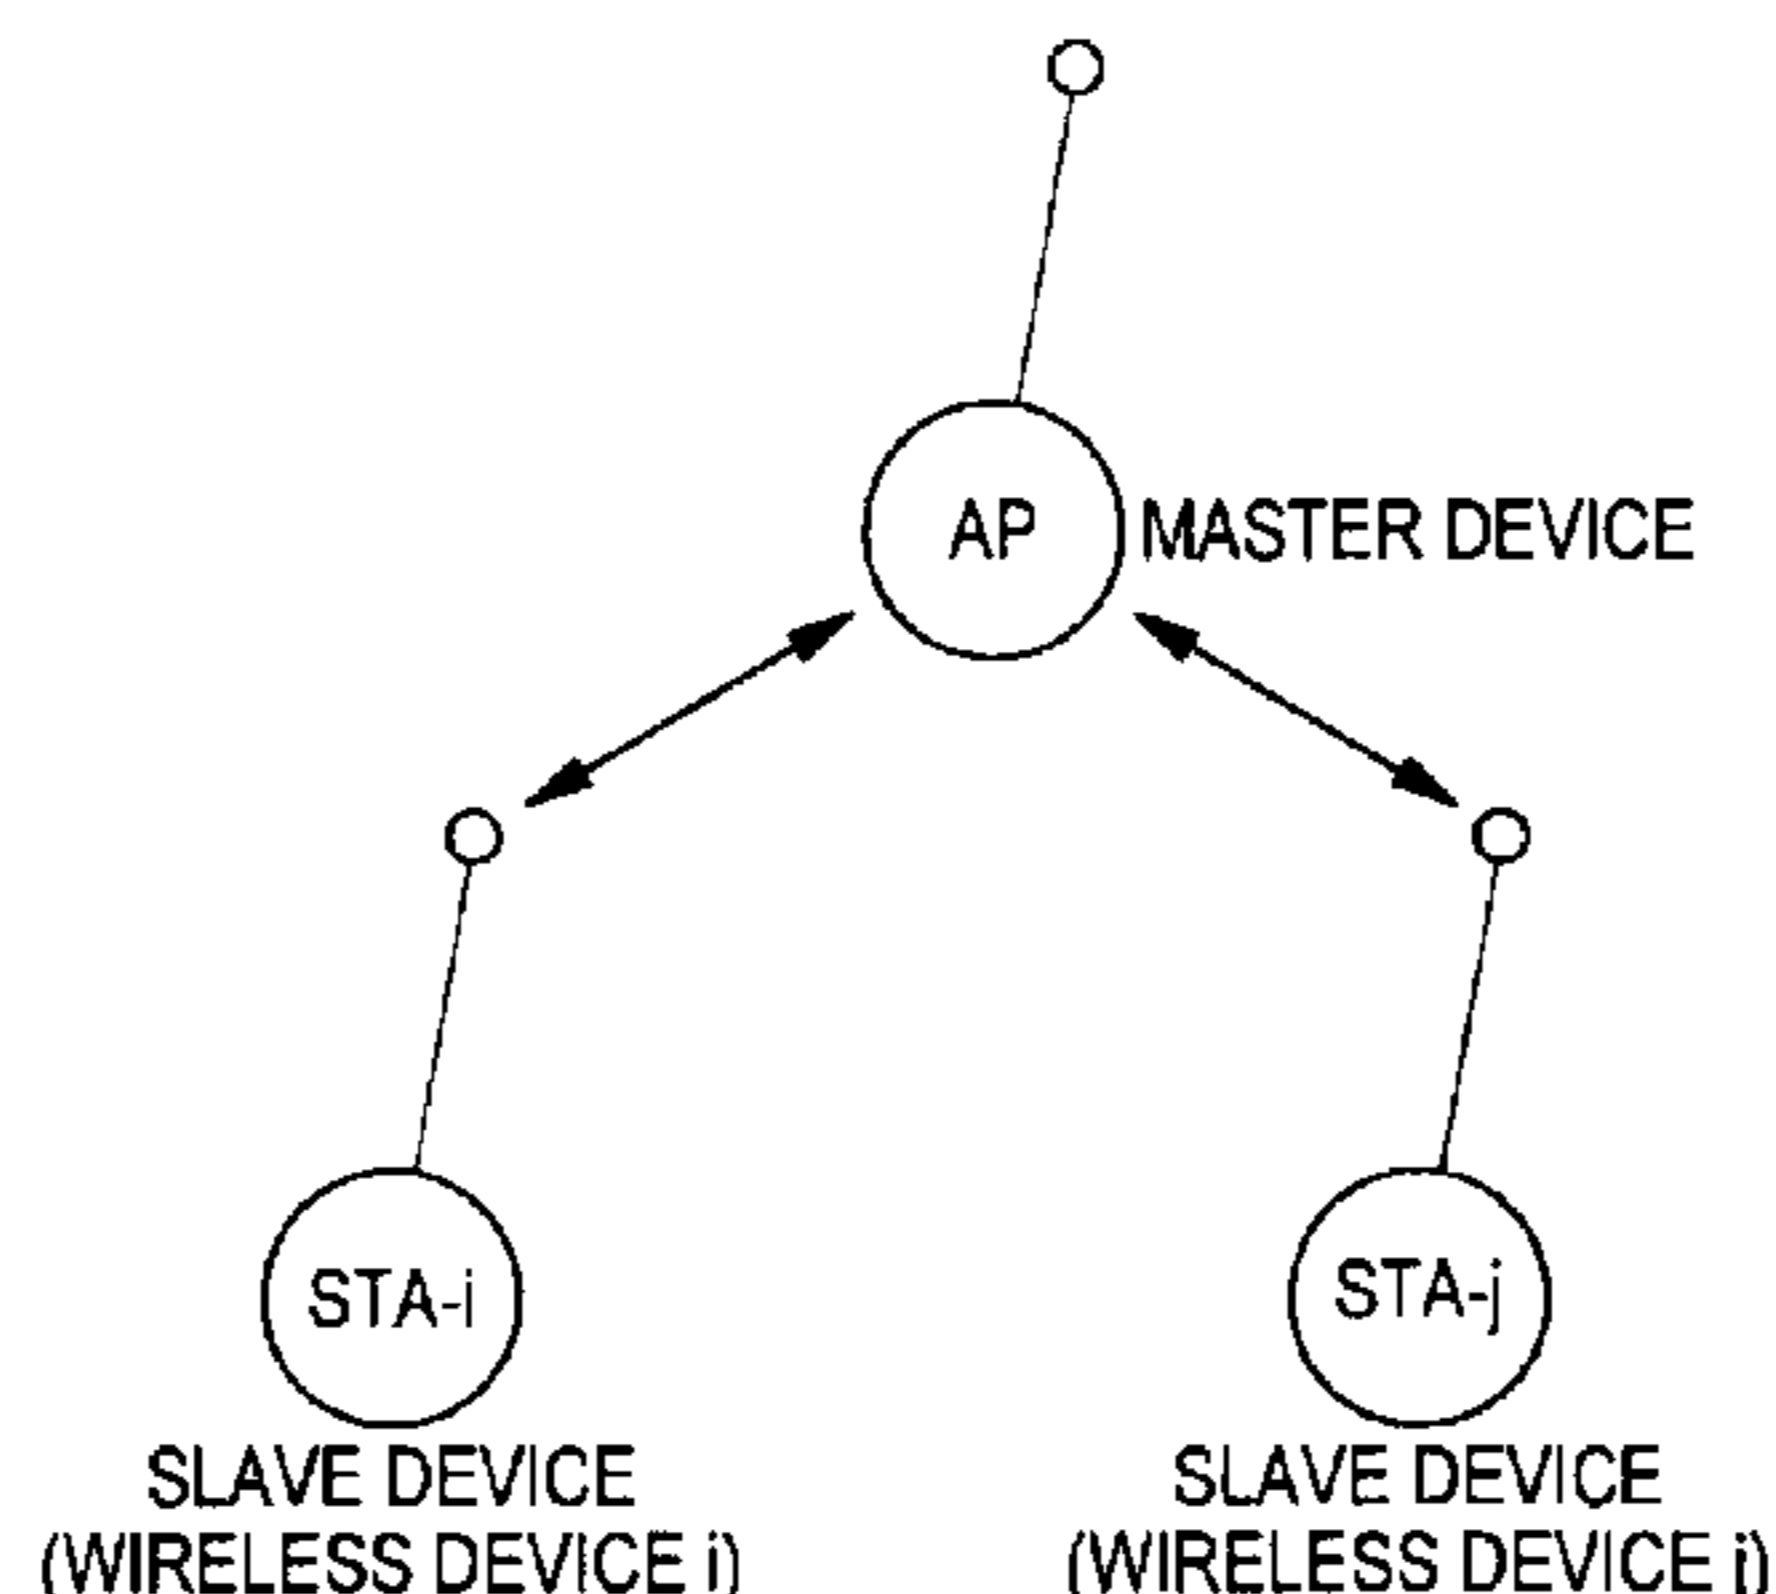 AP
MASTER DEVICE
STA-i
STA-j
SLAVE DEVICE
(WIRELESS DEVICE i)
SLAVE DEVICE
(WIRELESS DEVICE j)